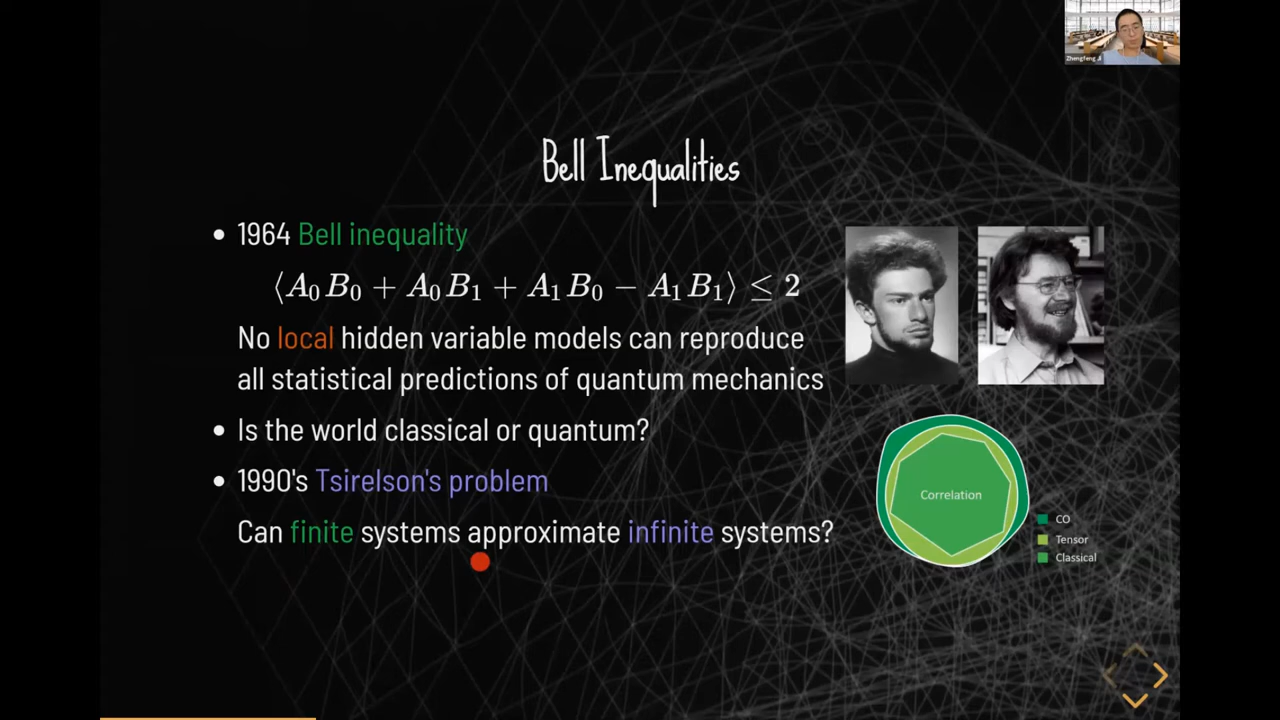 Zhengfeng Ji
Bell Inequalities
• 1964 Bell inequality
⟨A₀B₀ + A₀B₁ + A₁B₀ − A₁B₁⟩ ≤ 2
No local hidden variable models can reproduce
all statistical predictions of quantum mechanics
• Is the world classical or quantum?
• 1990's Tsirelson's problem
Can finite systems approximate infinite systems?
Correlation
CO
Tensor
Classical